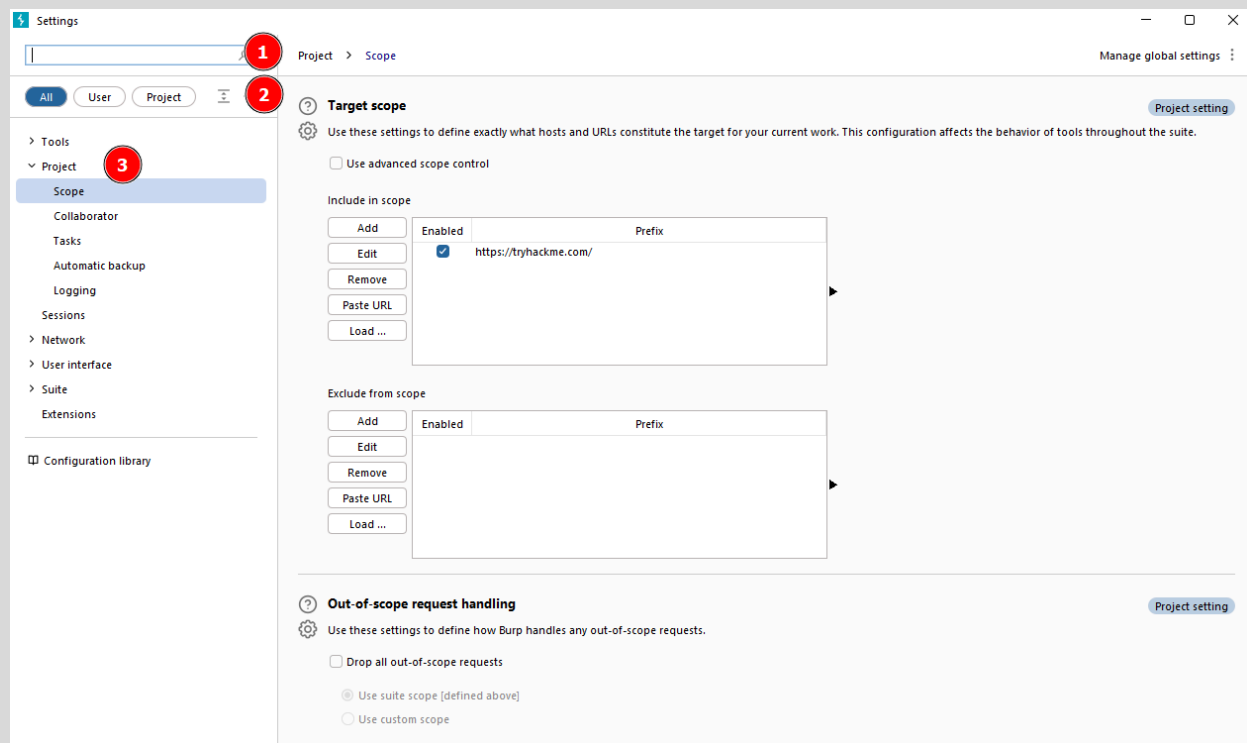 Settings
1
Project > Scope
Manage global settings
All User Project
2
Tools
Project
3
Scope
Collaborator
Tasks
Automatic backup
Logging
Sessions
Network
User interface
Suite
Extensions
Configuration library
? Target scope
Project setting
Use these settings to define exactly what hosts and URLs constitute the target for your current work. This configuration affects the behavior of tools throughout the suite.
Use advanced scope control
Include in scope
Add
Edit
Remove
Paste URL
Load ...
Enabled Prefix
https://tryhackme.com/
Exclude from scope
Add
Edit
Remove
Paste URL
Load ...
Enabled Prefix
? Out-of-scope request handling
Project setting
Use these settings to define how Burp handles any out-of-scope requests.
Drop all out-of-scope requests
Use suite scope [defined above]
Use custom scope